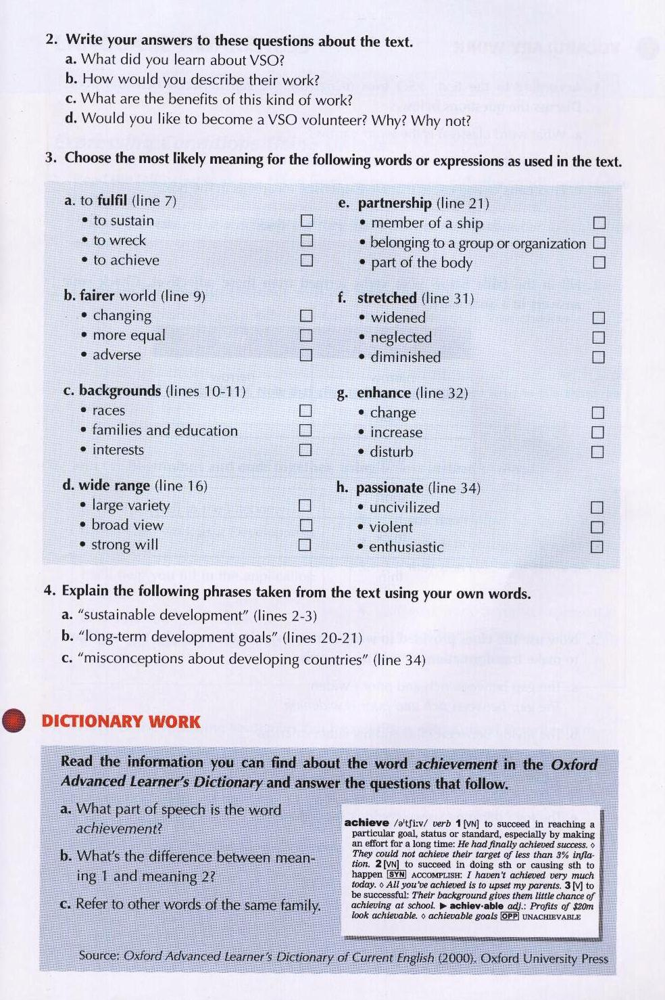 2. Write your answers to these questions about the text.
a. What did you learn about VSO?
b. How would you describe their work?
c. What are the benefits of this kind of work?
d. Would you like to become a VSO volunteer? Why? Why not?
3. Choose the most likely meaning for the following words or expressions as used in the text.
a. to fulfil (line 7)
• to sustain
• to wreck
• to achieve
b. fairer world (line 9)
• changing
• more equal
• adverse
c. backgrounds (lines 10-11)
• races
• families and education
• interests
d. wide range (line 16)
• large variety
• broad view
• strong will
e. partnership (line 21)
• member of a ship
• belonging to a group or organization
• part of the body
f. stretched (line 31)
• widened
• neglected
• diminished
g. enhance (line 32)
• change
• increase
• disturb
h. passionate (line 34)
• uncivilized
• violent
• enthusiastic
4. Explain the following phrases taken from the text using your own words.
a. “sustainable development” (lines 2-3)
b. “long-term development goals” (lines 20-21)
c. “misconceptions about developing countries” (line 34)
DICTIONARY WORK
Read the information you can find about the word achievement in the Oxford
Advanced Learner's Dictionary and answer the questions that follow.
a. What part of speech is the word
achievement?
b. What's the difference between mean-
ing 1 and meaning 2?
c. Refer to other words of the same family.
achieve /əˈtʃiːv/ verb 1 [VN] to succeed in reaching a
particular goal, status or standard, especially by making
an effort for a long time: He had finally achieved success. ◊
They could not achieve their target of less than 3% infla-
tion. 2 [VN] to succeed in doing sth or causing sth to
happen SYN ACCOMPLISH: I haven't achieved very much
today. ◊ All you've achieved is to upset my parents. 3 [V] to
be successful: Their background gives them little chance of
achieving at school. ▶ achiev·able adj.: Profits of $20m
look achievable. ◊ achievable goals OPP UNACHIEVABLE
Source: Oxford Advanced Learner's Dictionary of Current English (2000). Oxford University Press